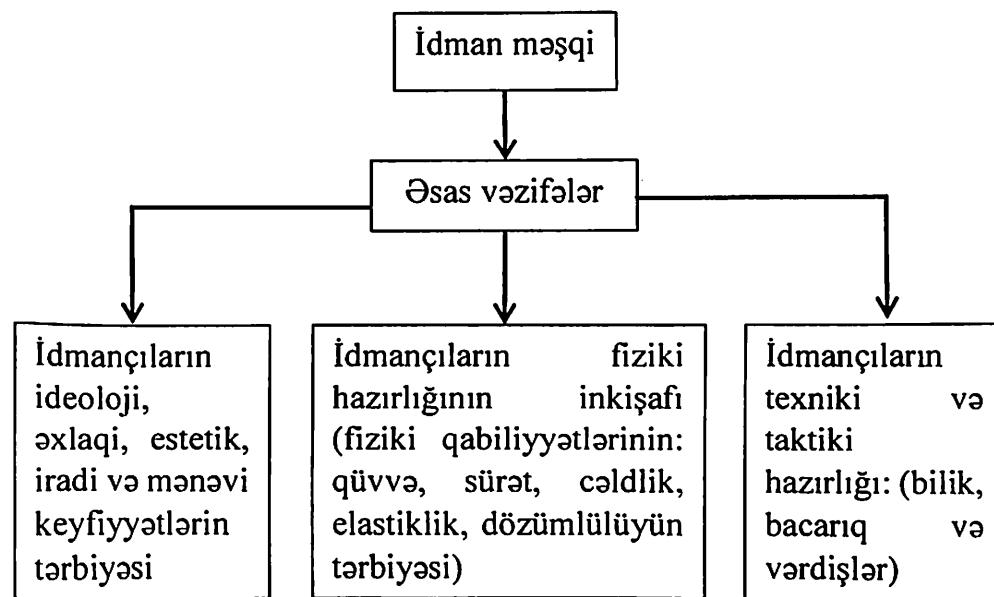 İdman məşqi
Əsas vəzifələr
İdmançıların
ideoloji,
əxlaqi, estetik,
iradi və mənəvi
keyfiyyətlərin
tərbiyəsi
İdmançıların fiziki
hazırlığının inkişafı
(fiziki qabiliyyətlərinin:
qüvvə, sürət, cəldlik,
elastiklik, dözümlülüyün
tərbiyəsi)
İdmançıların
texniki və
taktiki
hazırlığı: (bilik,
bacarıq və
vərdişlər)